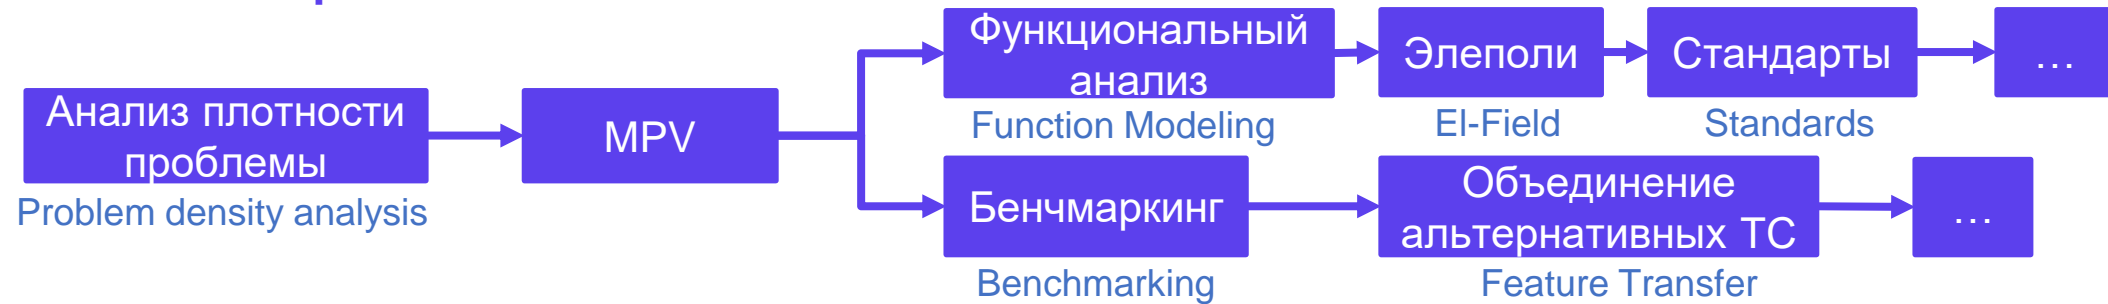 Анализ плотности
проблемы
Problem density analysis
MPV
Функциональный
анализ
Function Modeling
Элеполи
El-Field
Стандарты
Standards
...
Бенчмаркинг
Benchmarking
Объединение
альтернативных ТС
Feature Transfer
...